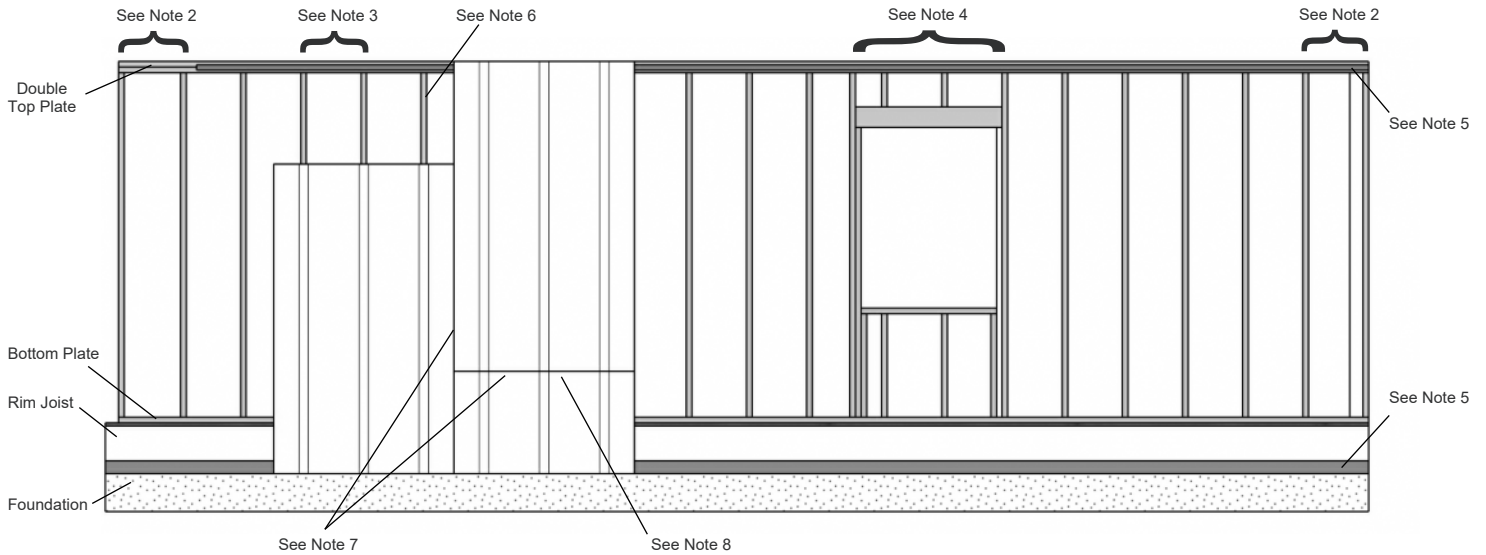 See Note 2
See Note 3
See Note 6
See Note 4
See Note 2
Double
Top Plate
See Note 5
Bottom Plate
Rim Joist
See Note 5
Foundation
See Note 7
See Note 8